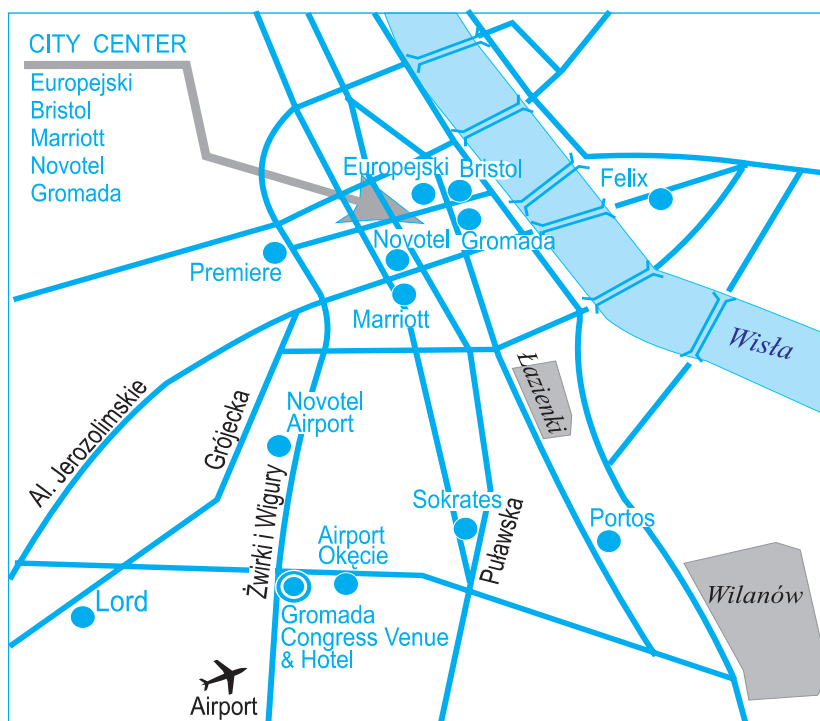 CITY CENTER
Europejski
Bristol
Marriott
Novotel
Gromada
Europejski
Bristol
Felix
Novotel
Gromada
Premiere
Marriott
Wisła
Łazienki
Al. Jerozolimskie
Grójecka
Novotel
Airport
Żwirki i Wigury
Sokrates
Puławska
Portos
Airport
Okęcie
Wilanów
Lord
Gromada
Congress Venue
& Hotel
Airport